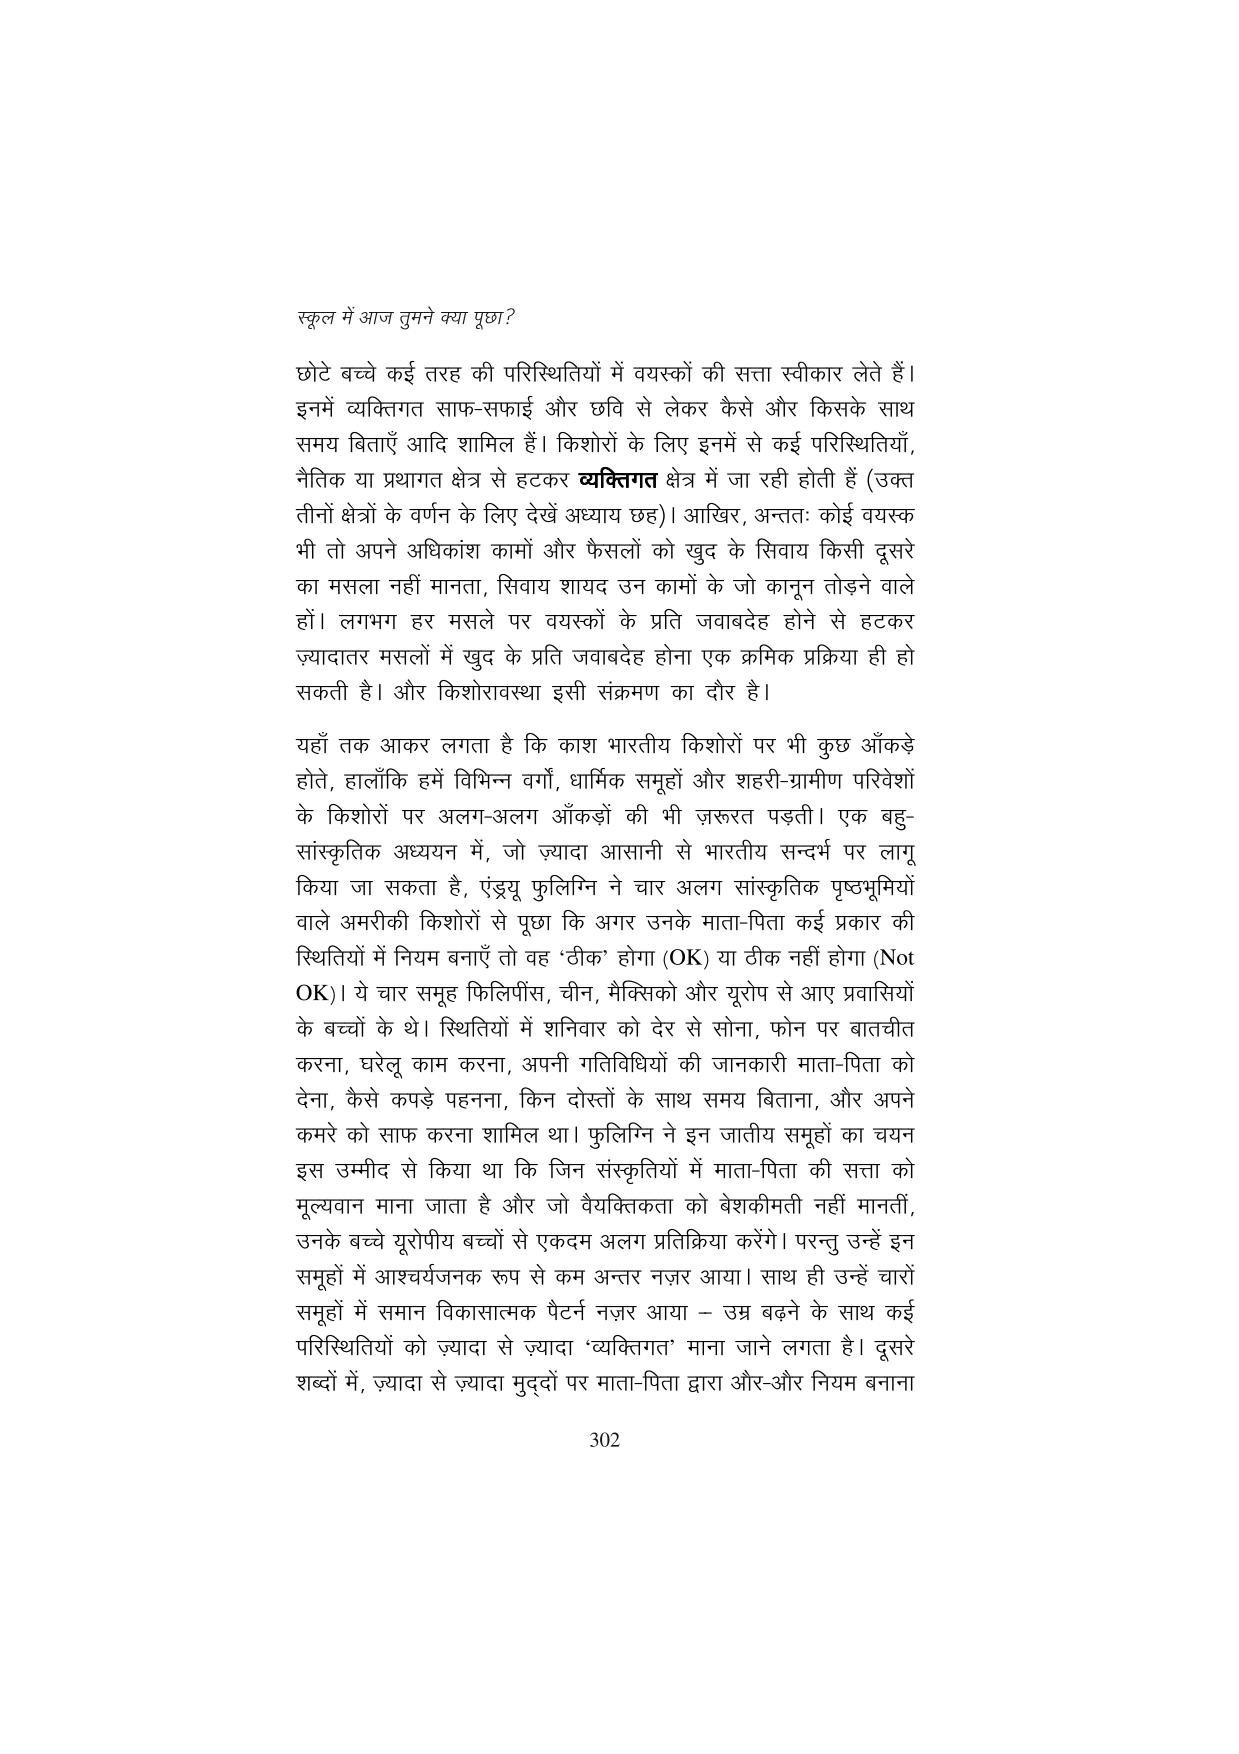 स्कूल में आज तुमने क्या पूछा?
छोटे बच्चे कई तरह की परिस्थितियों में वयस्कों की सत्ता स्वीकार लेते हैं।
इनमें व्यक्तिगत साफ-सफाई और छवि से लेकर कैसे और किसके साथ
समय बिताएँ आदि शामिल हैं। किशोरों के लिए इनमें से कई परिस्थितियाँ,
नैतिक या प्रथागत क्षेत्र से हटकर व्यक्तिगत क्षेत्र में जा रही होती हैं (उक्त
तीनों क्षेत्रों के वर्णन के लिए देखें अध्याय छह)। आखिर, अन्ततः कोई वयस्क
भी तो अपने अधिकांश कामों और फैसलों को खुद के सिवाय किसी दूसरे
का मसला नहीं मानता, सिवाय शायद उन कामों के जो कानून तोड़ने वाले
हों। लगभग हर मसले पर वयस्कों के प्रति जवाबदेह होने से हटकर
ज़्यादातर मसलों में खुद के प्रति जवाबदेह होना एक क्रमिक प्रक्रिया ही हो
सकती है। और किशोरावस्था इसी संक्रमण का दौर है।
यहाँ तक आकर लगता है कि काश भारतीय किशोरों पर भी कुछ आँकड़े
होते, हालाँकि हमें विभिन्न वर्गों, धार्मिक समूहों और शहरी-ग्रामीण परिवेशों
के किशोरों पर अलग-अलग आँकड़ों की भी ज़रूरत पड़ती। एक बहु-
सांस्कृतिक अध्ययन में, जो ज़्यादा आसानी से भारतीय सन्दर्भ पर लागू
किया जा सकता है, एंड्रयू फुलिग्नि ने चार अलग सांस्कृतिक पृष्ठभूमियों
वाले अमरीकी किशोरों से पूछा कि अगर उनके माता-पिता कई प्रकार की
स्थितियों में नियम बनाएँ तो वह ‘ठीक’ होगा (OK) या ठीक नहीं होगा (Not
OK)। ये चार समूह फिलिपींस, चीन, मैक्सिको और यूरोप से आए प्रवासियों
के बच्चों के थे। स्थितियों में शनिवार को देर से सोना, फोन पर बातचीत
करना, घरेलू काम करना, अपनी गतिविधियों की जानकारी माता-पिता को
देना, कैसे कपड़े पहनना, किन दोस्तों के साथ समय बिताना, और अपने
कमरे को साफ करना शामिल था। फुलिग्नि ने इन जातीय समूहों का चयन
इस उम्मीद से किया था कि जिन संस्कृतियों में माता-पिता की सत्ता को
मूल्यवान माना जाता है और जो वैयक्तिकता को बेशकीमती नहीं मानतीं,
उनके बच्चे यूरोपीय बच्चों से एकदम अलग प्रतिक्रिया करेंगे। परन्तु उन्हें इन
समूहों में आश्चर्यजनक रूप से कम अन्तर नज़र आया। साथ ही उन्हें चारों
समूहों में समान विकासात्मक पैटर्न नज़र आया – उम्र बढ़ने के साथ कई
परिस्थितियों को ज़्यादा से ज़्यादा ‘व्यक्तिगत’ माना जाने लगता है। दूसरे
शब्दों में, ज़्यादा से ज़्यादा मुद्दों पर माता-पिता द्वारा और-और नियम बनाना
302